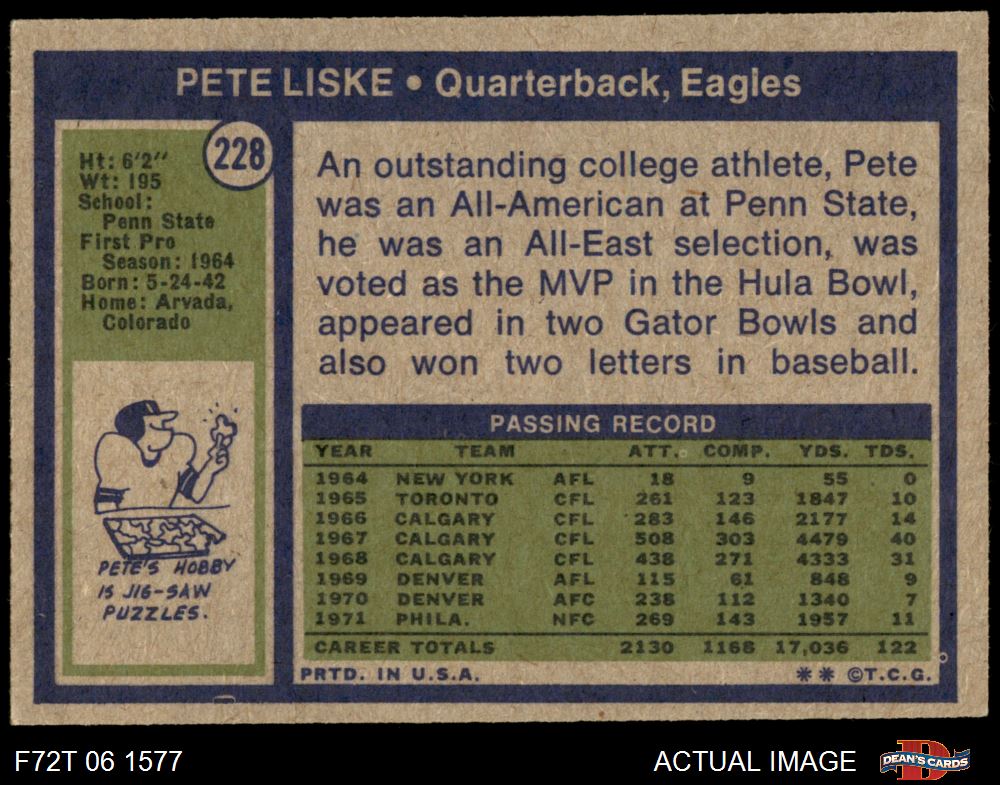 PETE LISKE • Quarterback, Eagles
228
Ht: 6'2"
Wt: 195
School:
Penn State
First Pro
Season: 1964
Born: 5-24-42
Home: Arvada,
Colorado
PETE'S HOBBY
IS JIG-SAW
PUZZLES.
An outstanding college athlete, Pete
was an All-American at Penn State,
he was an All-East selection, was
voted as the MVP in the Hula Bowl,
appeared in two Gator Bowls and
also won two letters in baseball.
PASSING RECORD
YEAR TEAM ATT. COMP. YDS. TDS.
1964 NEW YORK AFL 18 9 55 0
1965 TORONTO CFL 261 123 1847 10
1966 CALGARY CFL 283 146 2177 14
1967 CALGARY CFL 508 303 4479 40
1968 CALGARY CFL 438 271 4333 31
1969 DENVER AFL 115 61 848 9
1970 DENVER AFC 238 112 1340 7
1971 PHILA. NFC 269 143 1957 11
CAREER TOTALS 2130 1168 17,036 122
PRTD. IN U.S.A. ** ©T.C.G.
F72T 06 1577 ACTUAL IMAGE D DEAN'S CARDS